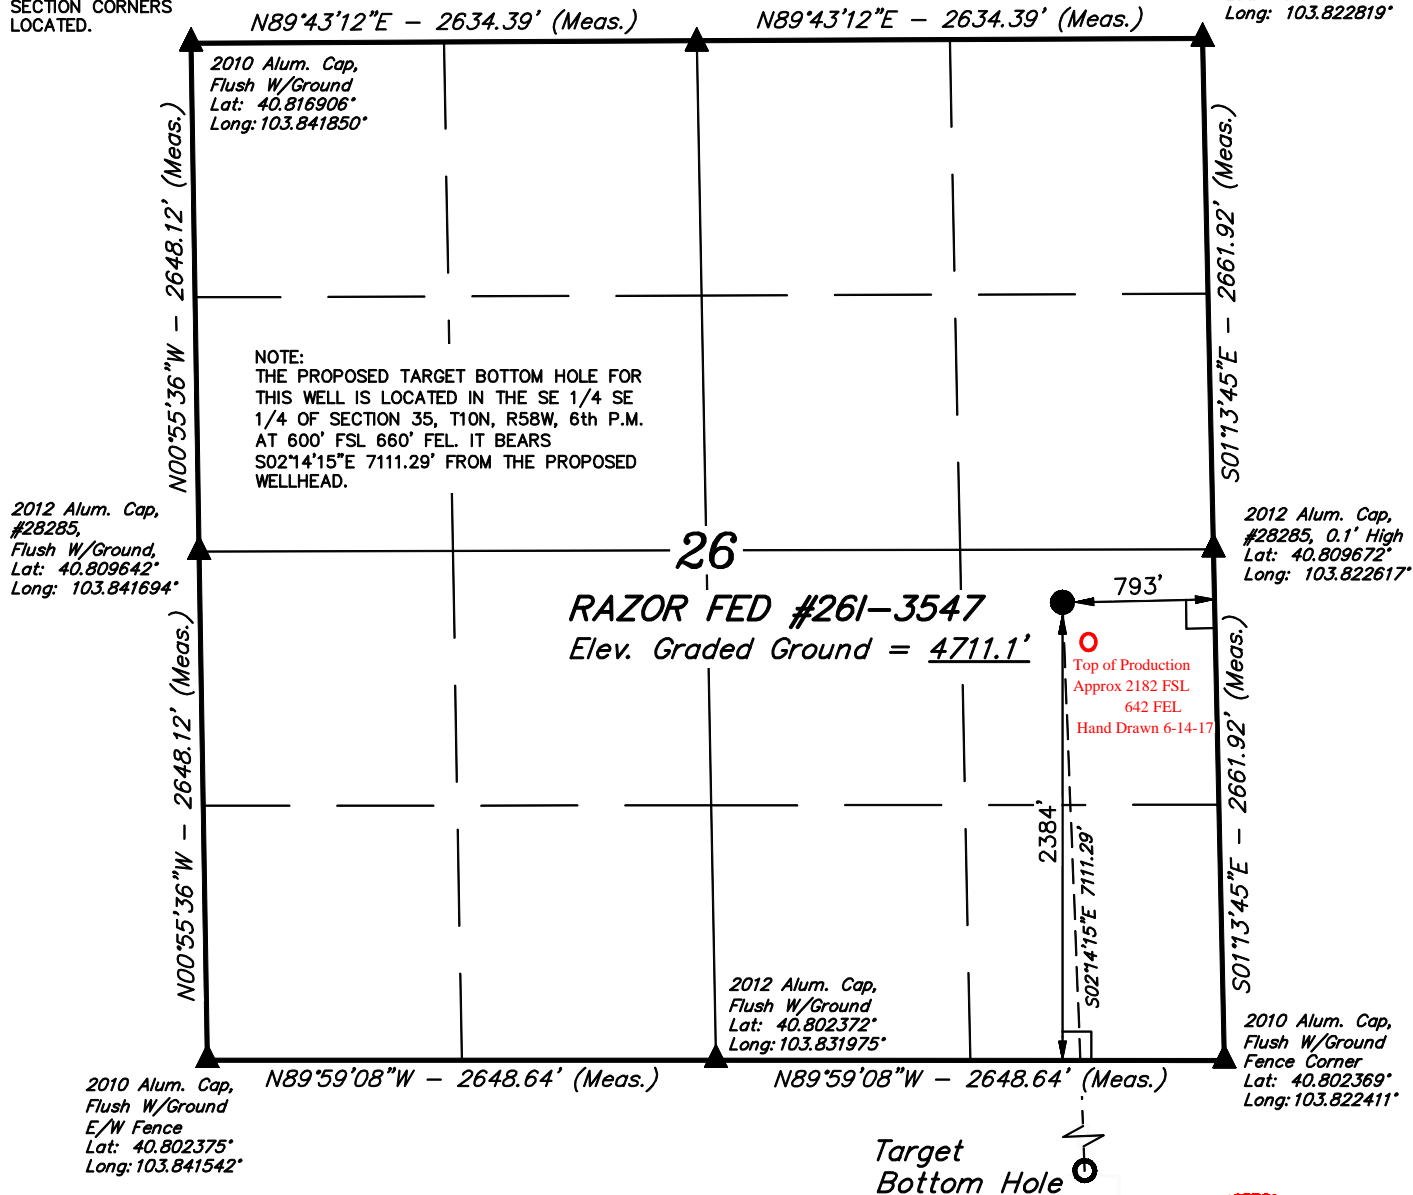 SECTION CORNERS
LOCATED.
N89°43'12"E - 2634.39' (Meas.)
N89°43'12"E - 2634.39' (Meas.)
Long: 103.822819°
2010 Alum. Cap,
Flush W/Ground
Lat: 40.816906°
Long: 103.841850°
N00°55'36"W - 2648.12' (Meas.)
S01°13'45"E - 2661.92' (Meas.)
NOTE:
THE PROPOSED TARGET BOTTOM HOLE FOR
THIS WELL IS LOCATED IN THE SE 1/4 SE
1/4 OF SECTION 35, T10N, R58W, 6th P.M.
AT 600' FSL 660' FEL. IT BEARS
S02°14'15"E 7111.29' FROM THE PROPOSED
WELLHEAD.
2012 Alum. Cap,
#28285,
Flush W/Ground,
Lat: 40.809642°
Long: 103.841694°
26
2012 Alum. Cap,
#28285, 0.1' High
Lat: 40.809672°
Long: 103.822617°
793'
RAZOR FED #26I-3547
Elev. Graded Ground = 4711.1'
Top of Production
Approx 2182 FSL
642 FEL
Hand Drawn 6-14-17
N00°55'36"W - 2648.12' (Meas.)
2384'
S02°14'15"E 7111.29'
S01°13'45"E - 2661.92' (Meas.)
2012 Alum. Cap,
Flush W/Ground
Lat: 40.802372°
Long: 103.831975°
2010 Alum. Cap,
Flush W/Ground
Fence Corner
Lat: 40.802369°
Long: 103.822411°
N89°59'08"W - 2648.64' (Meas.)
N89°59'08"W - 2648.64' (Meas.)
2010 Alum. Cap,
Flush W/Ground
E/W Fence
Lat: 40.802375°
Long: 103.841542°
Target
Bottom Hole